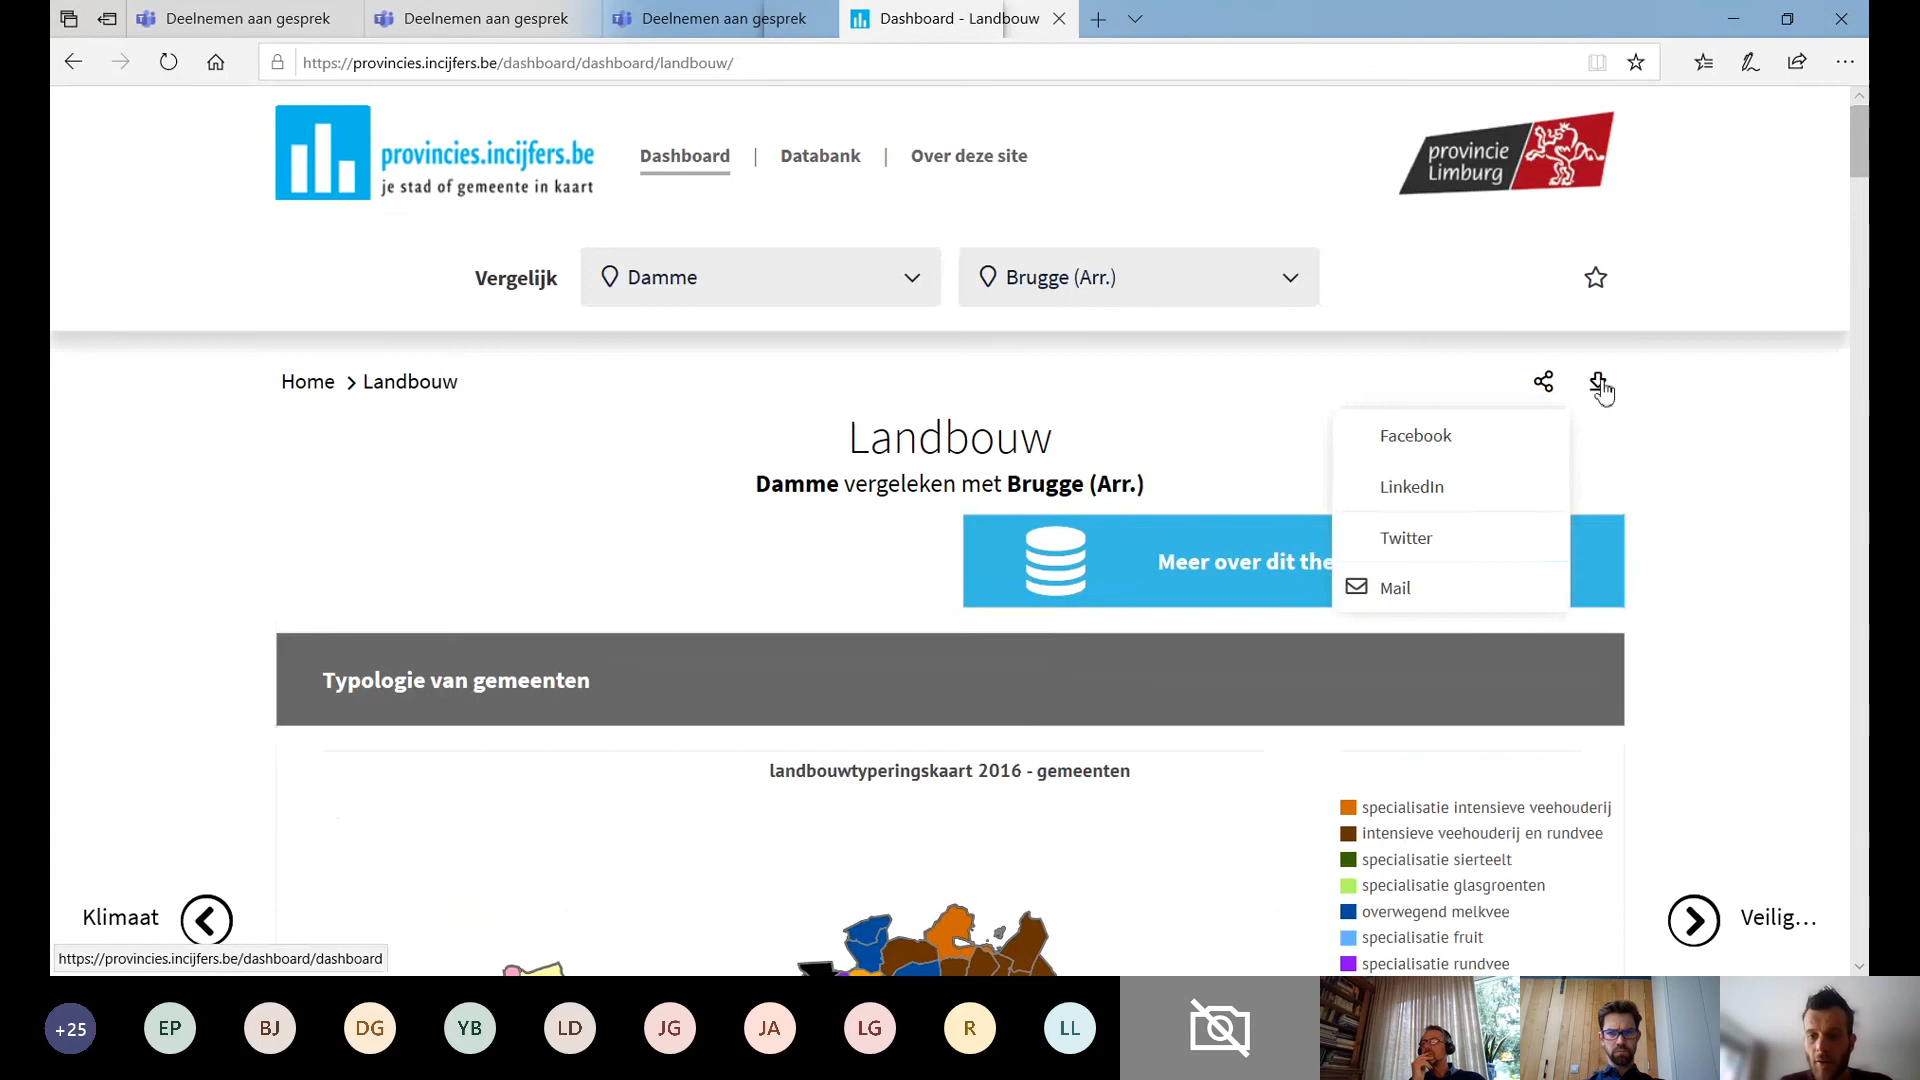 Deelnemen aan gesprek
Deelnemen aan gesprek
Deelnemen aan gesprek
Dashboard - Landbouw
https://provincies.incijfers.be/dashboard/dashboard/landbouw/
provincies.incijfers.be
je stad of gemeente in kaart
Dashboard | Databank | Over deze site
provincie
Limburg
Vergelijk
Damme
Brugge (Arr.)
Home > Landbouw
Landbouw
Damme vergeleken met Brugge (Arr.)
Facebook
LinkedIn
Twitter
Mail
Meer over dit the
Typologie van gemeenten
landbouwtyperingskaart 2016 - gemeenten
specialisatie intensieve veehouderij
intensieve veehouderij en rundvee
specialisatie sierteelt
specialisatie glasgroenten
overwegend melkvee
specialisatie fruit
specialisatie rundvee
Klimaat
Veilig...
https://provincies.incijfers.be/dashboard/dashboard
+25
EP
BJ
DG
YB
LD
JG
JA
LG
R
LL